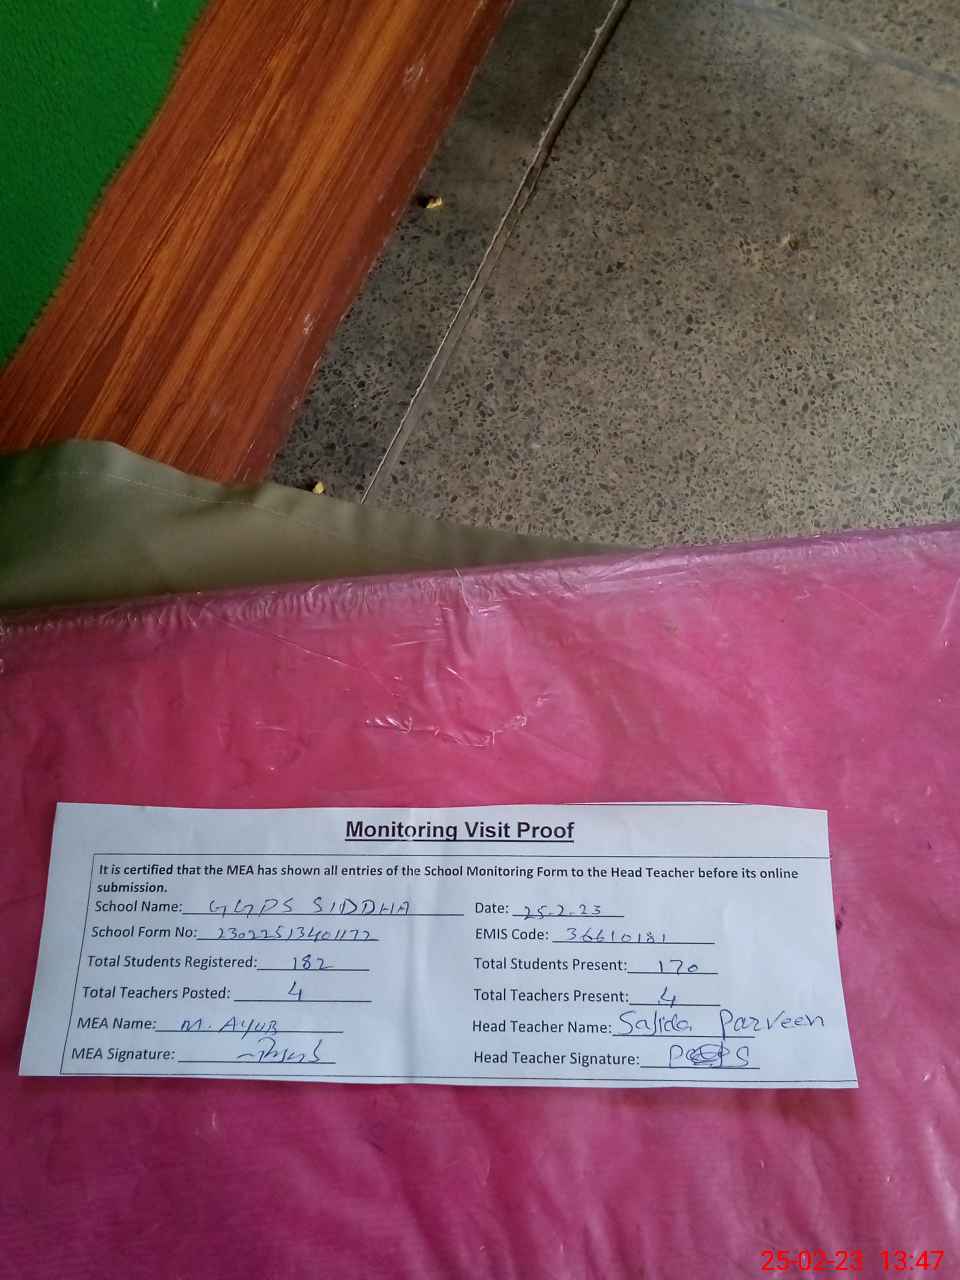 Monitoring Visit Proof
It is certified that the MEA has shown all entries of the School Monitoring Form to the Head Teacher before its online
submission.
School Name: GGPS SIDDHA Date: 25.2.23
School Form No: 23022513401172 EMIS Code: 36610181
Total Students Registered: 182 Total Students Present: 170
Total Teachers Posted: 4 Total Teachers Present: 4
MEA Name: M. AYUB Head Teacher Name: Sajida Parveen
MEA Signature: Head Teacher Signature:
25-02-23 13:47